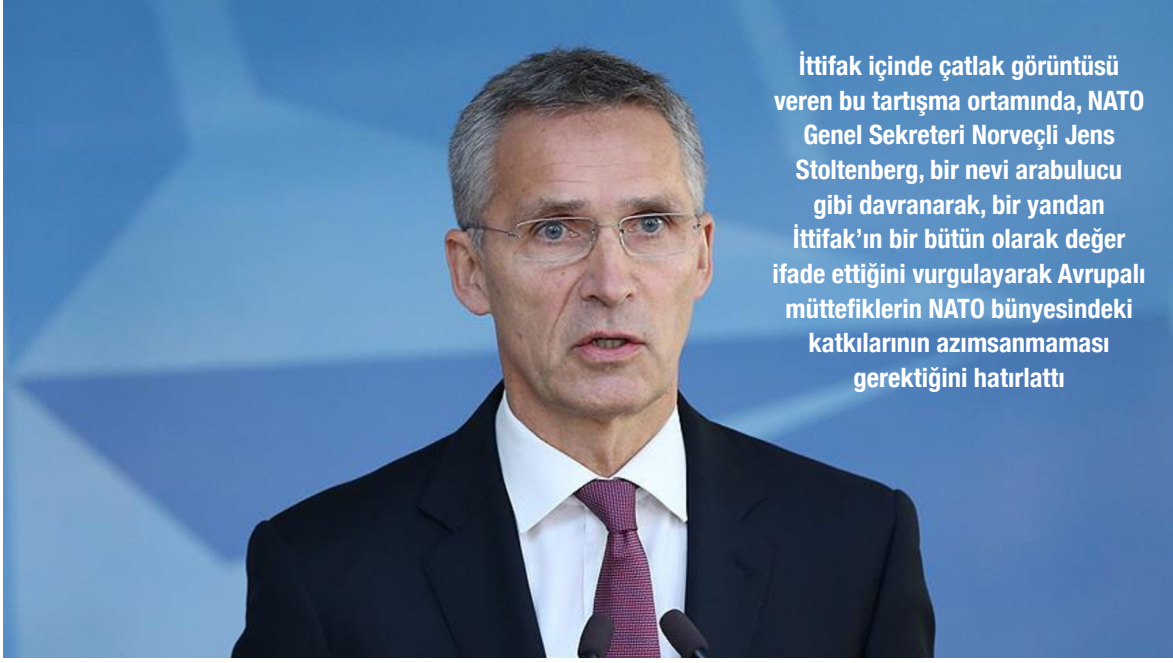 İttifak içinde çatlak görüntüsü
veren bu tartışma ortamında, NATO
Genel Sekreteri Norveçli Jens
Stoltenberg, bir nevi arabulucu
gibi davranarak, bir yandan
İttifak’ın bir bütün olarak değer
ifade ettiğini vurgulayarak Avrupalı
müttefiklerin NATO bünyesindeki
katkılarının azımsanmaması
gerektiğini hatırlattı